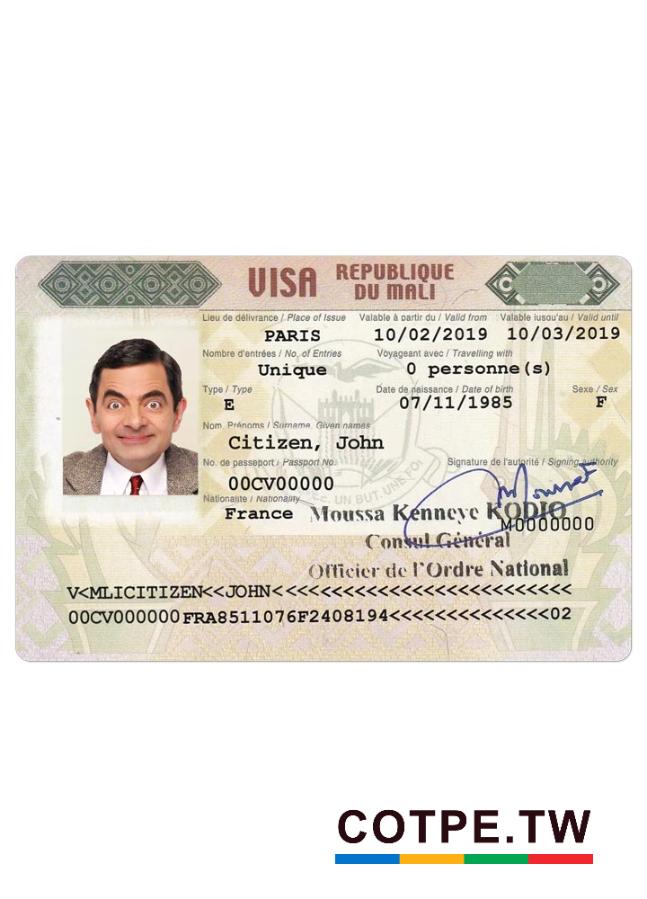 VISA REPUBLIQUE DU MALI
Lieu de délivrance / Place of Issue Valable à partir du / Valid from Valable jusqu'au / Valid until
PARIS 10/02/2019 10/03/2019
Nombre d'entrées / No. of Entries Voyageant avec / Travelling with
Unique 0 personne(s)
Type / Type Date de naissance / Date of birth Sexe / Sex
E 07/11/1985 F
Nom, Prénoms / Surname, Given names
Citizen, John
No. de passeport / Passport No. Signature de l'autorité / Signing authority
00CV00000
Nationalité / Nationality
France Moussa Kenneye KODIO
M0000000
Consul Général
Officier de l'Ordre National
UN BUT
V<MLICITIZEN<<JOHN<<<<<<<<<<<<<<<<<<<<<<<<<<
00CV000000FRA8511076F2408194<<<<<<<<<<<<<<02
COTPE.TW